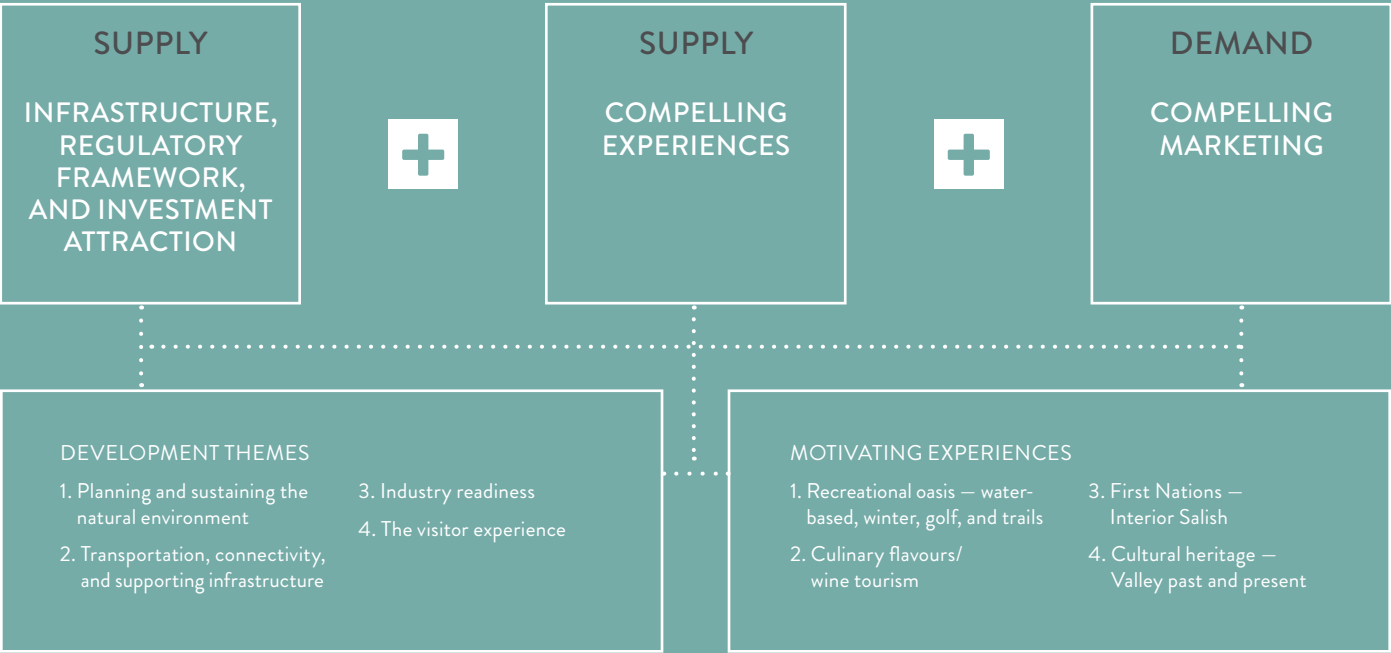 SUPPLY
INFRASTRUCTURE,
REGULATORY
FRAMEWORK,
AND INVESTMENT
ATTRACTION
SUPPLY
COMPELLING
EXPERIENCES
DEMAND
COMPELLING
MARKETING
DEVELOPMENT THEMES
1. Planning and sustaining the
natural environment
2. Transportation, connectivity,
and supporting infrastructure
3. Industry readiness
4. The visitor experience
MOTIVATING EXPERIENCES
1. Recreational oasis — water-
based, winter, golf, and trails
2. Culinary flavours/
wine tourism
3. First Nations —
Interior Salish
4. Cultural heritage —
Valley past and present